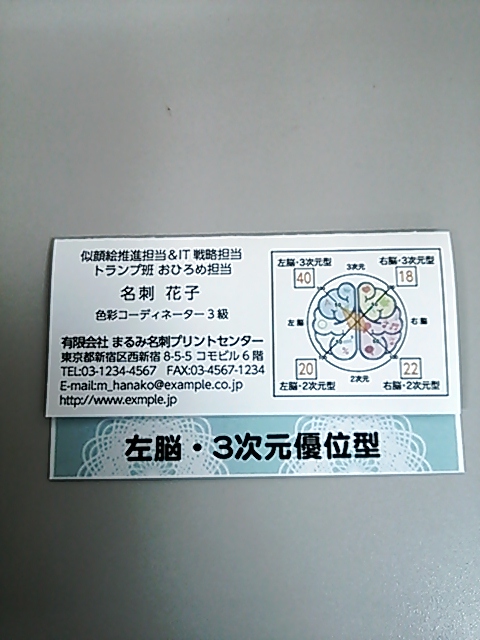 似顔絵推進担当＆IT戦略担当
トランプ班 おひろめ担当
名刺 花子
色彩コーディネーター３級
有限会社 まるみ名刺プリントセンター
東京都新宿区西新宿 8-5-5 コモビル６階
TEL:03-1234-4567 FAX:03-4567-1234
E-mail:m_hanako@example.co.jp
http://www.exmple.jp
左脳・3次元型
3次元
右脳・3次元型
40
18
左脳
右脳
20
22
左脳・2次元型
2次元
右脳・2次元型
左脳・3次元優位型